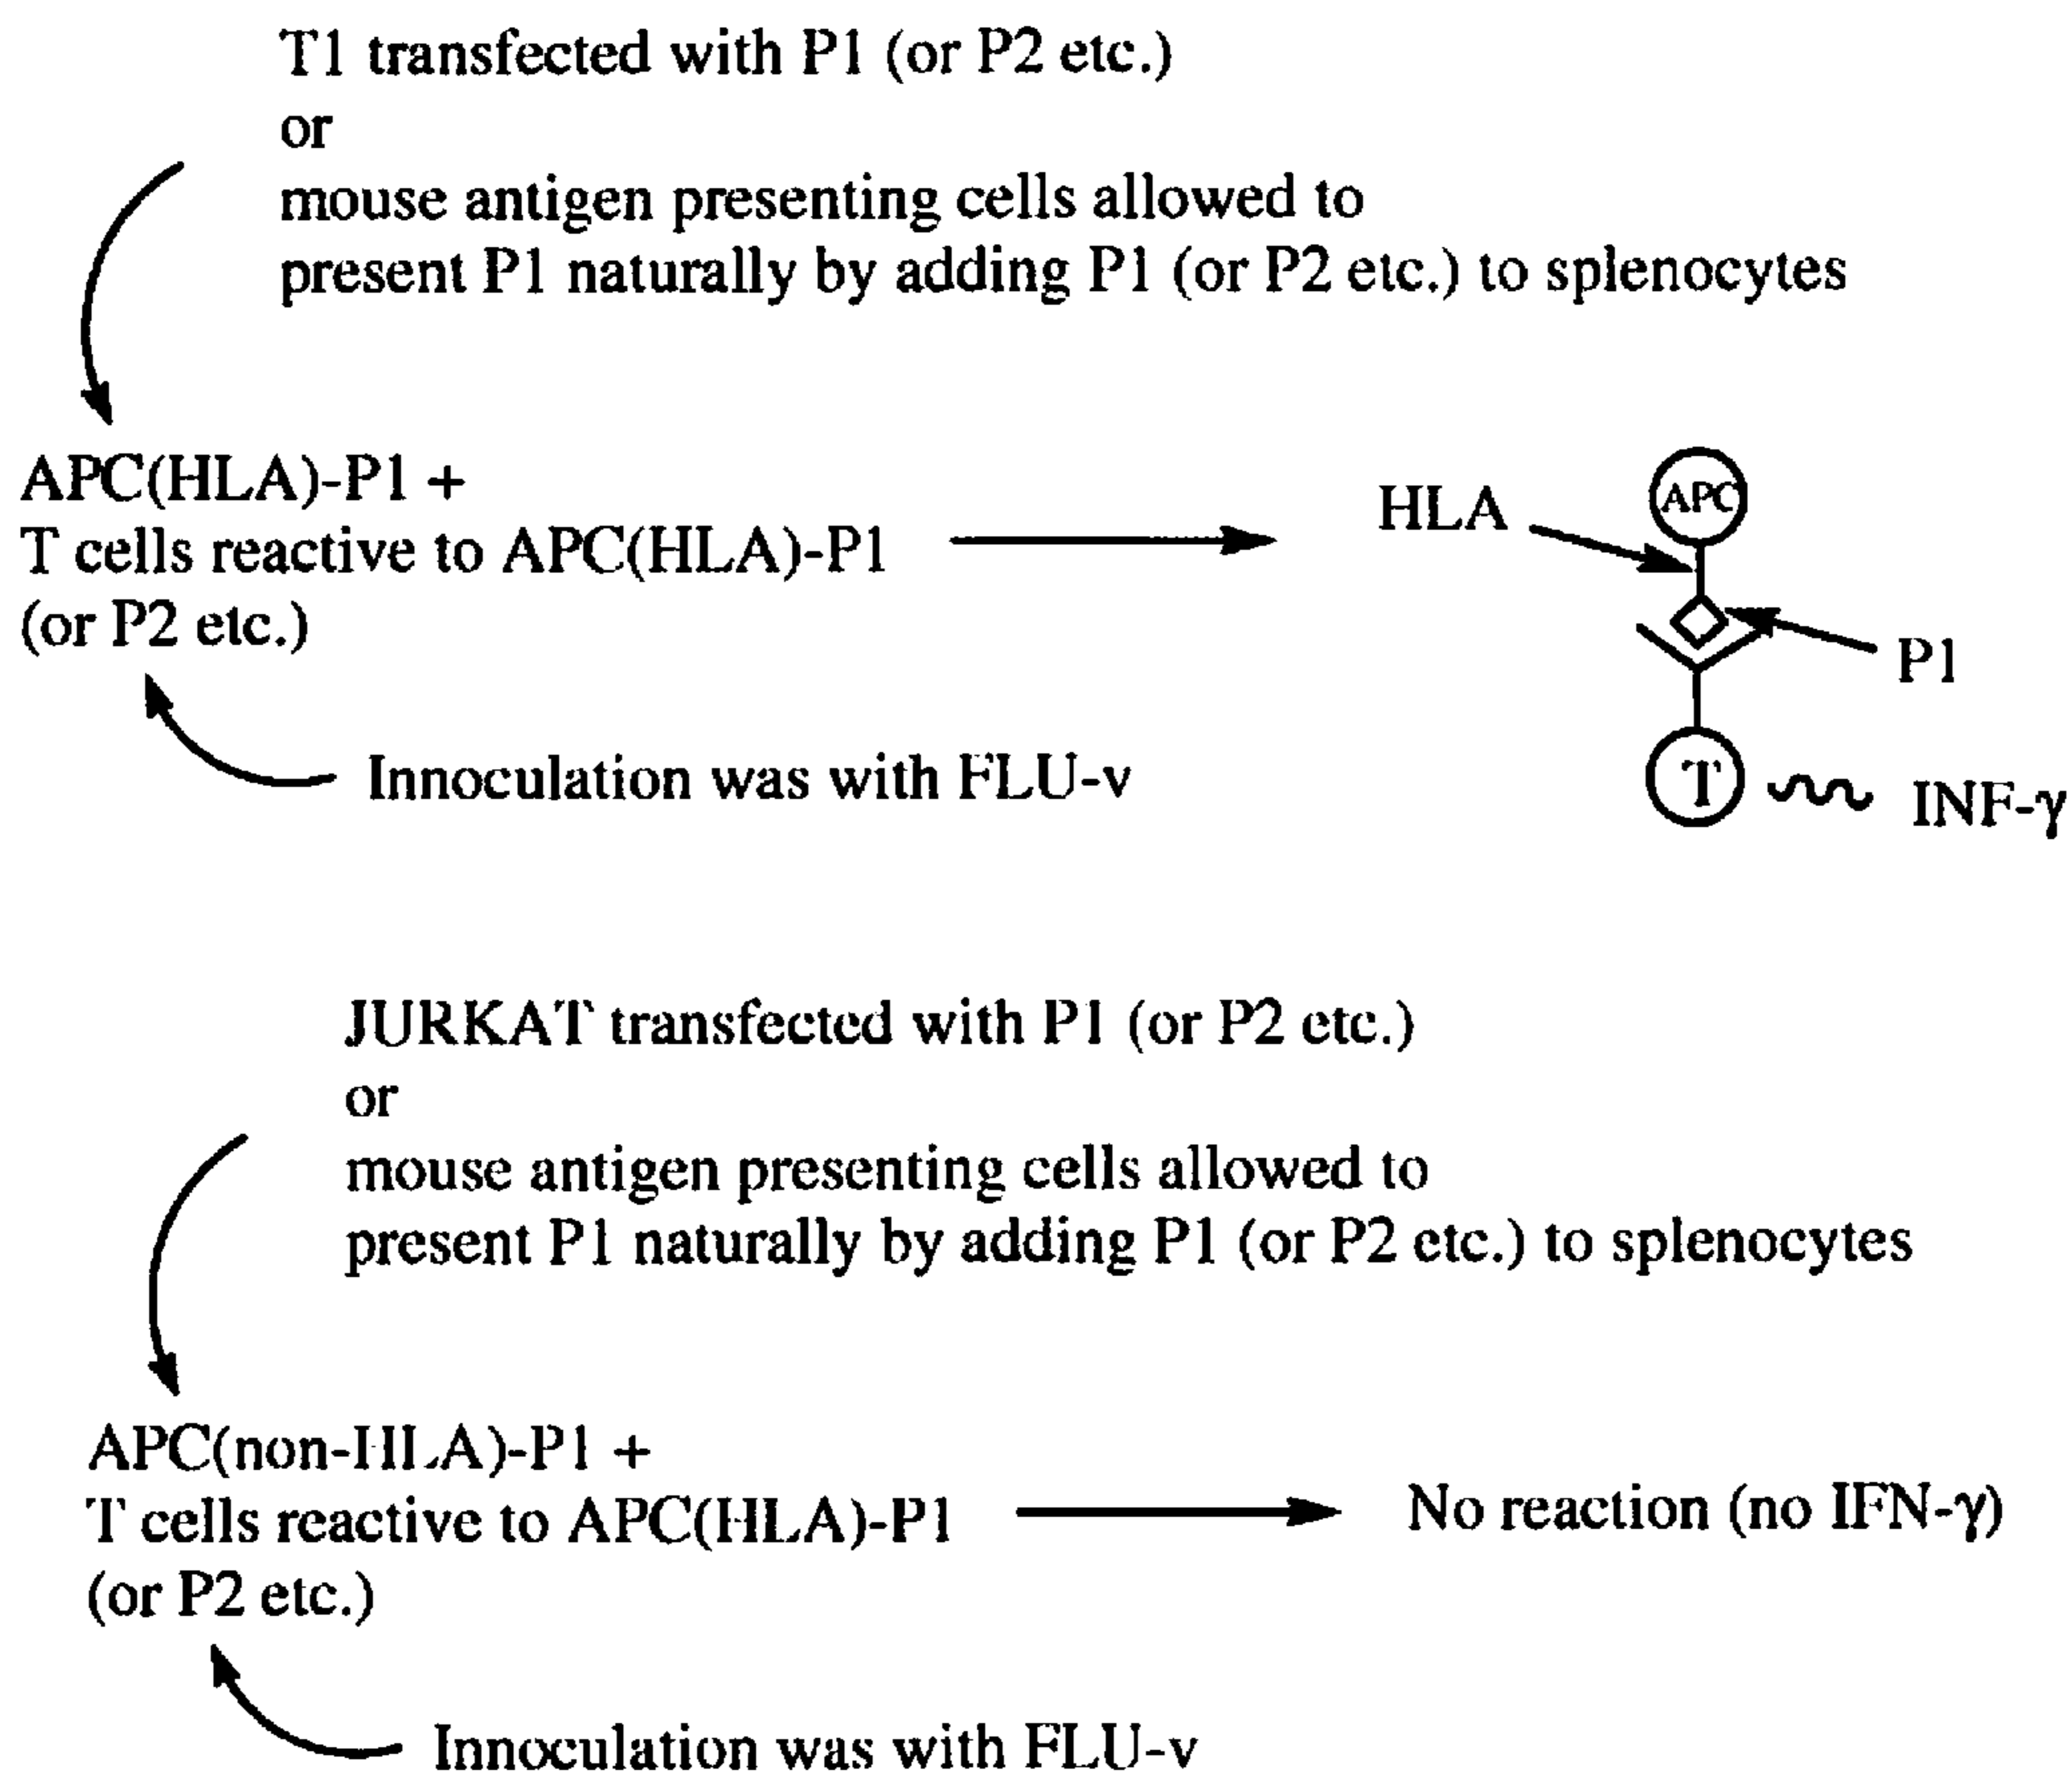 T1 transfected with P1 (or P2 etc.)
or
mouse antigen presenting cells allowed to
present P1 naturally by adding P1 (or P2 etc.) to splenocytes
APC(HLA)-P1 +
T cells reactive to APC(HLA)-P1
(or P2 etc.)
HLA
APC
P1
Innoculation was with FLU-v
T
INF-γ
JURKAT transfected with P1 (or P2 etc.)
or
mouse antigen presenting cells allowed to
present P1 naturally by adding P1 (or P2 etc.) to splenocytes
APC(non-HLA)-P1 +
T cells reactive to APC(HLA)-P1
(or P2 etc.)
No reaction (no IFN-γ)
Innoculation was with FLU-v